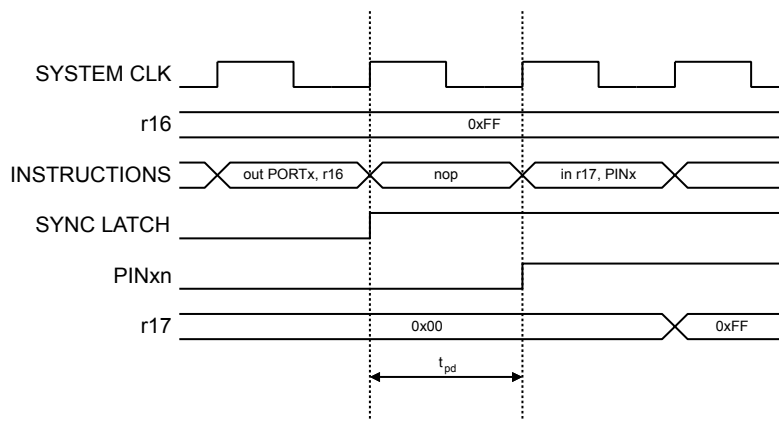 SYSTEM CLK
r16
0xFF
INSTRUCTIONS
out PORTx, r16
nop
in r17, PINx
SYNC LATCH
PINxn
r17
0x00
0xFF
tpd